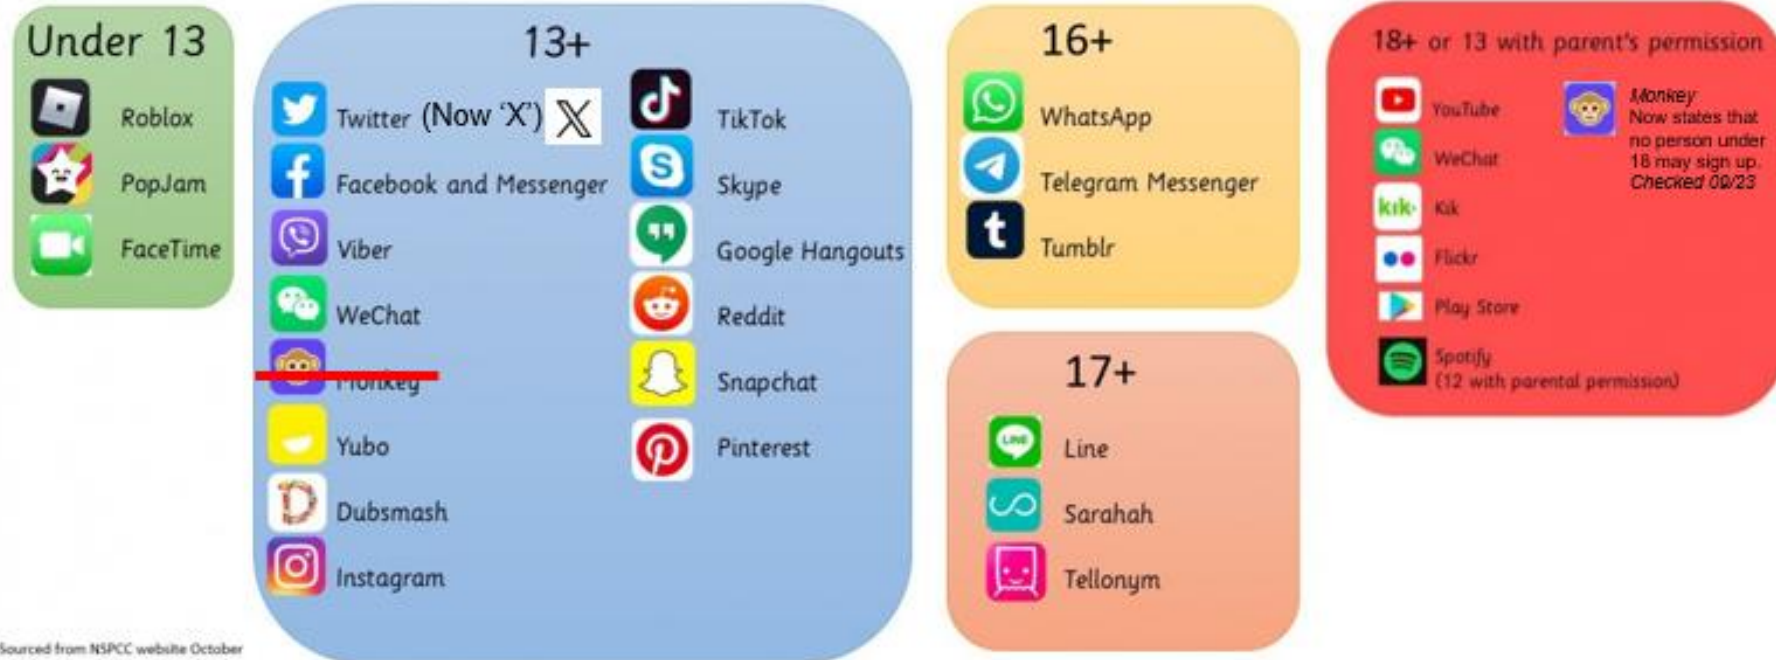 Under 13
Roblox
PopJam
FaceTime
13+
Twitter (Now ‘X’)
Facebook and Messenger
Viber
WeChat
Monkey
Yubo
Dubsmash
Instagram
TikTok
Skype
Google Hangouts
Reddit
Snapchat
Pinterest
16+
WhatsApp
Telegram Messenger
Tumblr
17+
LINE
Line
Sarahah
Tellonym
18+ or 13 with parent's permission
YouTube
WeChat
kik
Kik
Flickr
Play Store
Spotify
(12 with parental permission)
Monkey
Now states that
no person under
18 may sign up.
Checked 09/23
Sourced from NSPCC website October